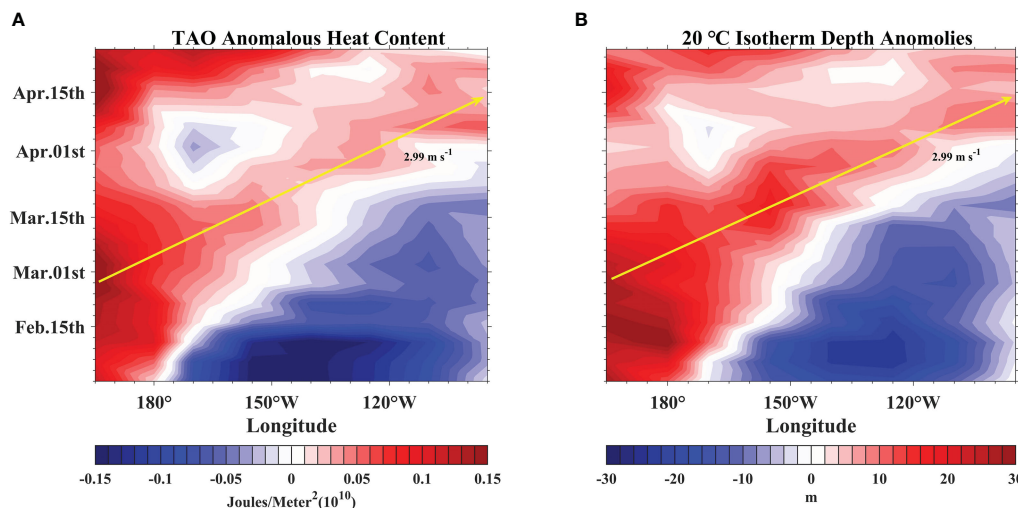 A
TAO Anomalous Heat Content
Apr.15th
Apr.01st
Mar.15th
Mar.01st
Feb.15th
2.99 m s-1
180°
150°W
120°W
Longitude
-0.15
-0.1
-0.05
0
0.05
0.1
0.15
Joules/Meter2(1010)
B
20 °C Isotherm Depth Anomolies
2.99 m s-1
180°
150°W
120°W
Longitude
-30
-20
-10
0
10
20
30
m